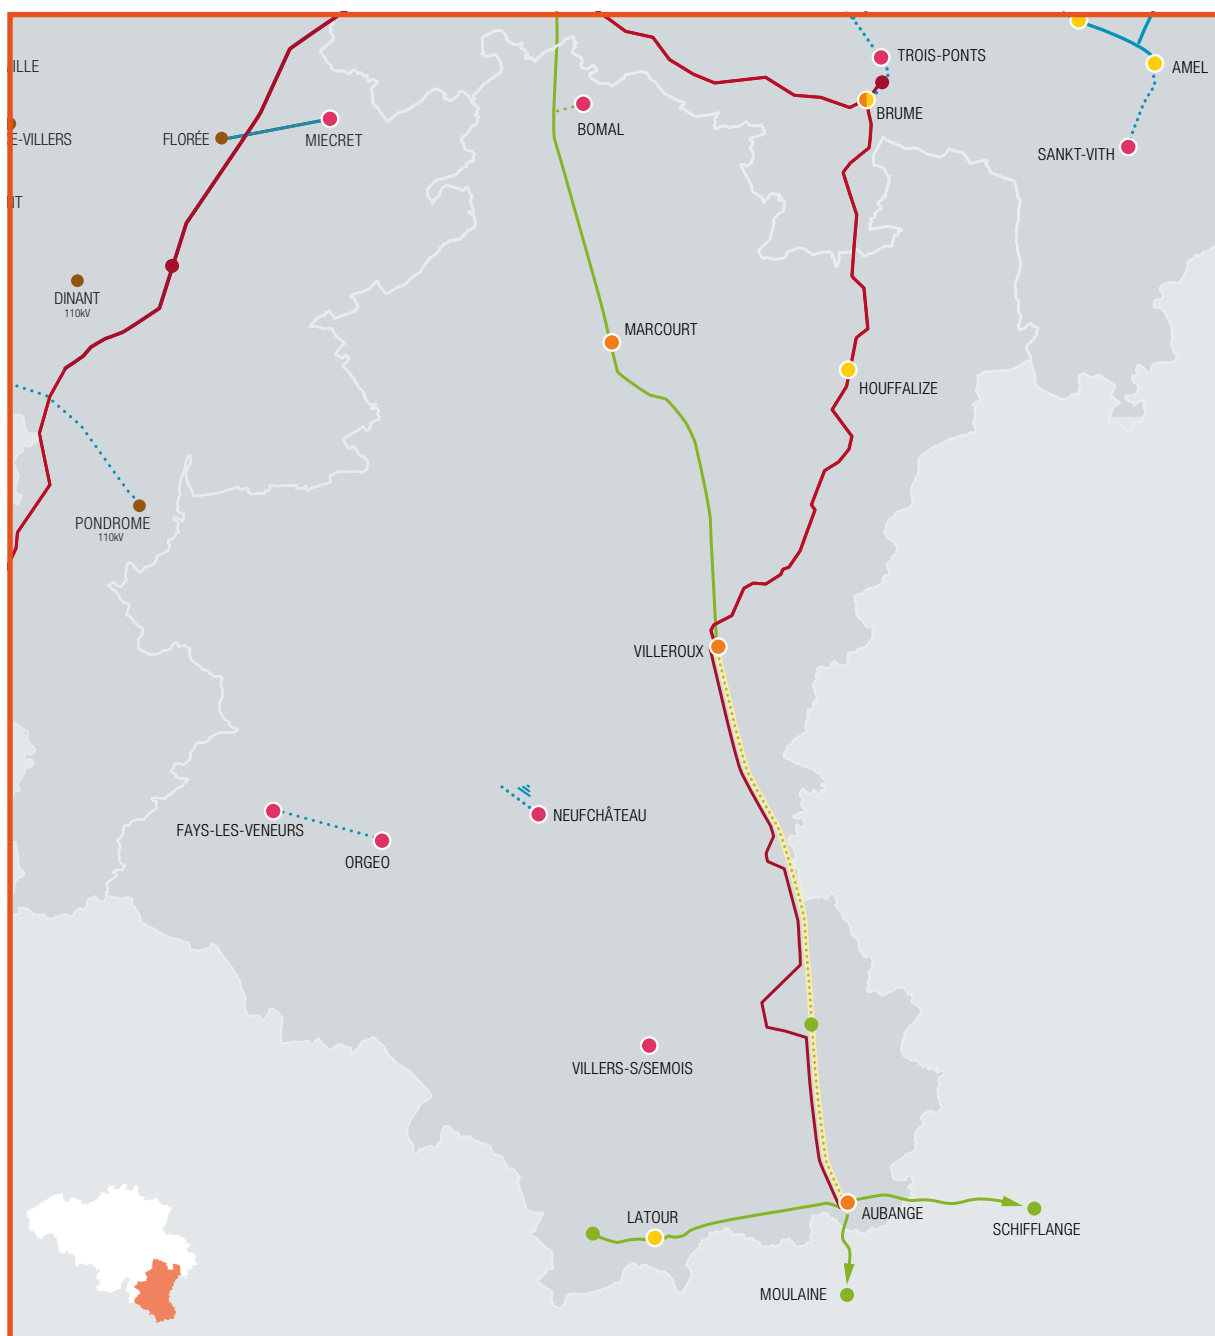 TROIS-PONTS
AMEL
ILLE
BRUME
BOMAL
FLORÉE
MIECRET
E-VILLERS
SANKT-VITH
NT
DINANT
110kV
MARCOURT
HOUFFALIZE
PONDROME
110kV
VILLEROUX
FAYS-LES-VENEURS
NEUFCHÂTEAU
ORGEO
VILLERS-S/SEMOIS
LATOUR
AUBANGE
SCHIFFLANGE
MOULAINE